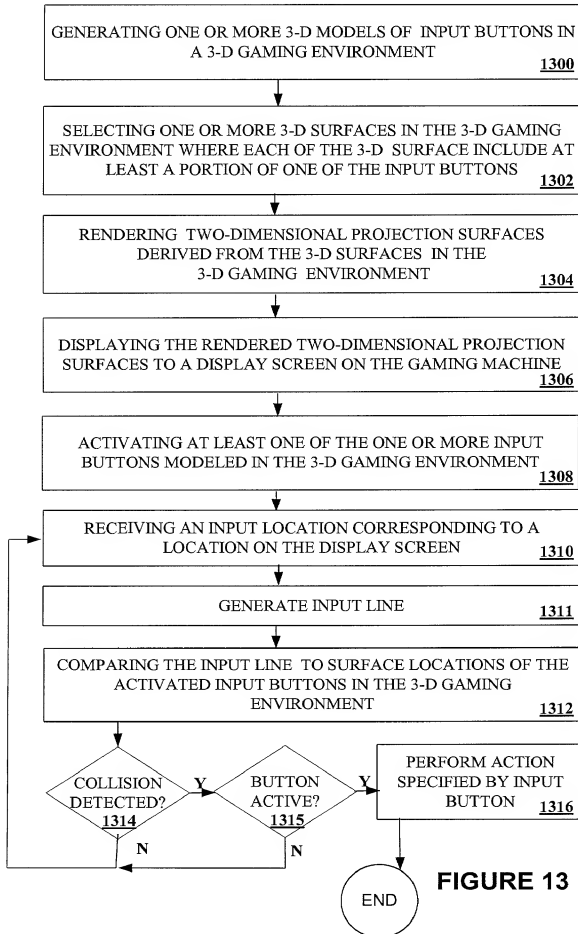 GENERATING ONE OR MORE 3-D MODELS OF INPUT BUTTONS IN
A 3-D GAMING ENVIRONMENT
1300
SELECTING ONE OR MORE 3-D SURFACES IN THE 3-D GAMING
ENVIRONMENT WHERE EACH OF THE 3-D SURFACE INCLUDE AT
LEAST A PORTION OF ONE OF THE INPUT BUTTONS
1302
RENDERING TWO-DIMENSIONAL PROJECTION SURFACES
DERIVED FROM THE 3-D SURFACES IN THE
3-D GAMING ENVIRONMENT
1304
DISPLAYING THE RENDERED TWO-DIMENSIONAL PROJECTION
SURFACES TO A DISPLAY SCREEN ON THE GAMING MACHINE
1306
ACTIVATING AT LEAST ONE OF THE ONE OR MORE INPUT
BUTTONS MODELED IN THE 3-D GAMING ENVIRONMENT
1308
RECEIVING AN INPUT LOCATION CORRESPONDING TO A
LOCATION ON THE DISPLAY SCREEN
1310
GENERATE INPUT LINE
1311
COMPARING THE INPUT LINE TO SURFACE LOCATIONS OF THE
ACTIVATED INPUT BUTTONS IN THE 3-D GAMING
ENVIRONMENT
1312
COLLISION
DETECTED?
1314
Y
N
BUTTON
ACTIVE?
1315
Y
N
PERFORM ACTION
SPECIFIED BY INPUT
BUTTON
1316
END
FIGURE 13